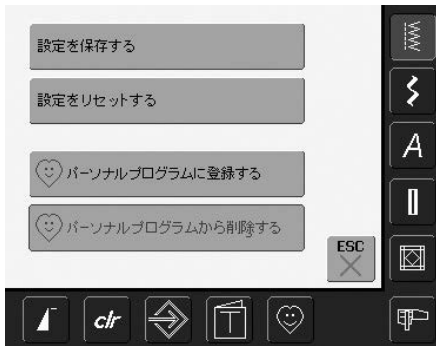 設定を保存する
設定をリセットする
パーソナルプログラムに登録する
パーソナルプログラムから削除する
ESC
A
clr
T